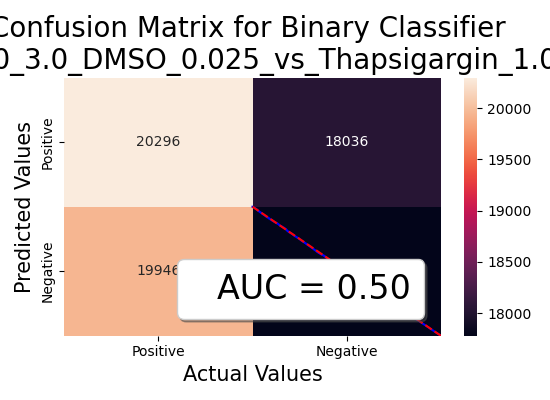 Confusion Matrix for Binary Classifier
0_3.0_DMSO_0.025_vs_Thapsigargin_1.0
Predicted Values
Positive
Negative
20296
18036
19946
AUC = 0.50
Positive
Negative
Actual Values
20000
19500
19000
18500
18000